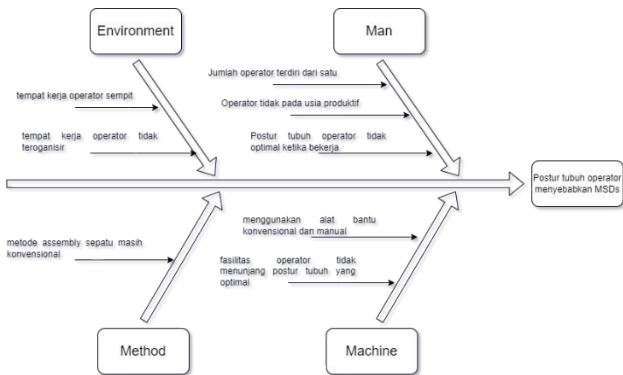 Environment
Man
Jumlah operator terdiri dari satu
tempat kerja operator sempit
Operator tidak pada usia produktif
tempat kerja operator tidak
teroganisir
Postur tubuh operator tidak
optimal ketika bekerja
Postur tubuh operator
menyebabkan MSDs
menggunakan alat bantu
konvensional dan manual
metode assembly sepatu masih
konvensional
fasilitas operator tidak
menunjang postur tubuh yang
optimal
Method
Machine